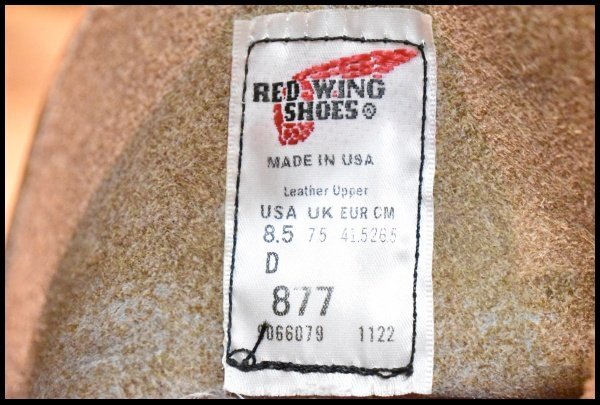 RED WING
SHOES®
MADE IN USA
Leather Upper
USA UK EUR CM
8.5 7.5 41.5 26.5
D
877
1122